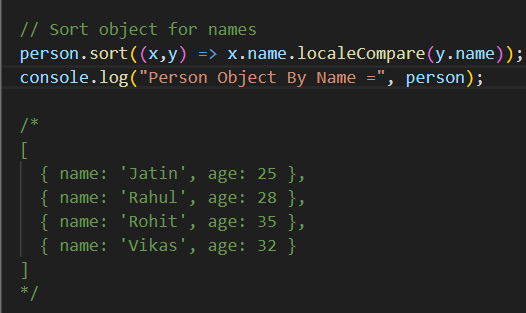 // Sort object for names
person.sort((x,y) => x.name.localeCompare(y.name));
console.log("Person Object By Name =", person);
/*
[
  { name: 'Jatin', age: 25 },
  { name: 'Rahul', age: 28 },
  { name: 'Rohit', age: 35 },
  { name: 'Vikas', age: 32 }
]
*/